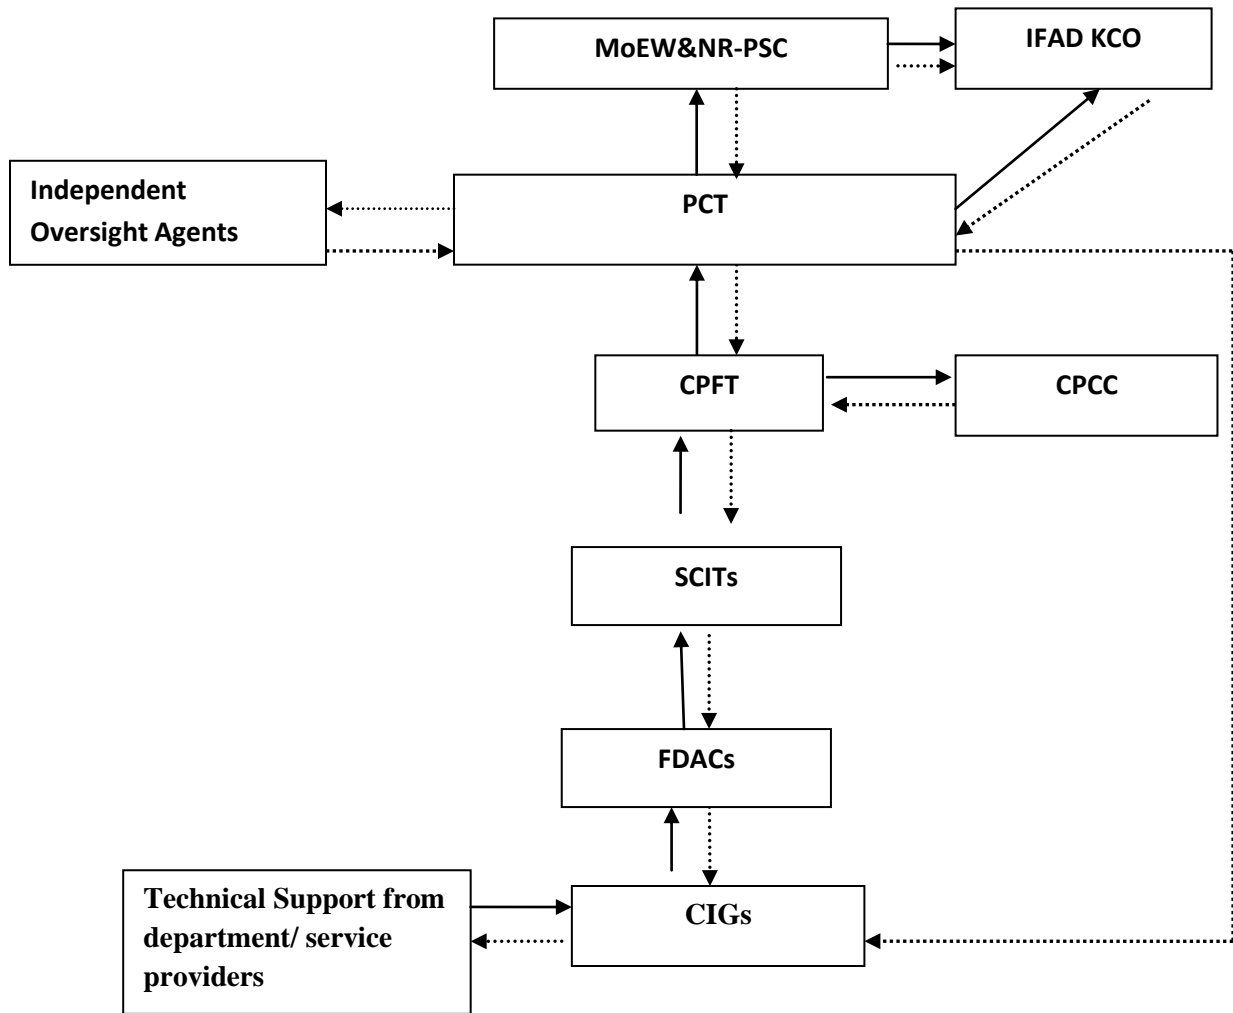 MoEW&NR-PSC
IFAD KCO
Independent
Oversight Agents
PCT
CPFT
CPCC
SCITs
FDACs
Technical Support from
department/ service
providers
CIGs